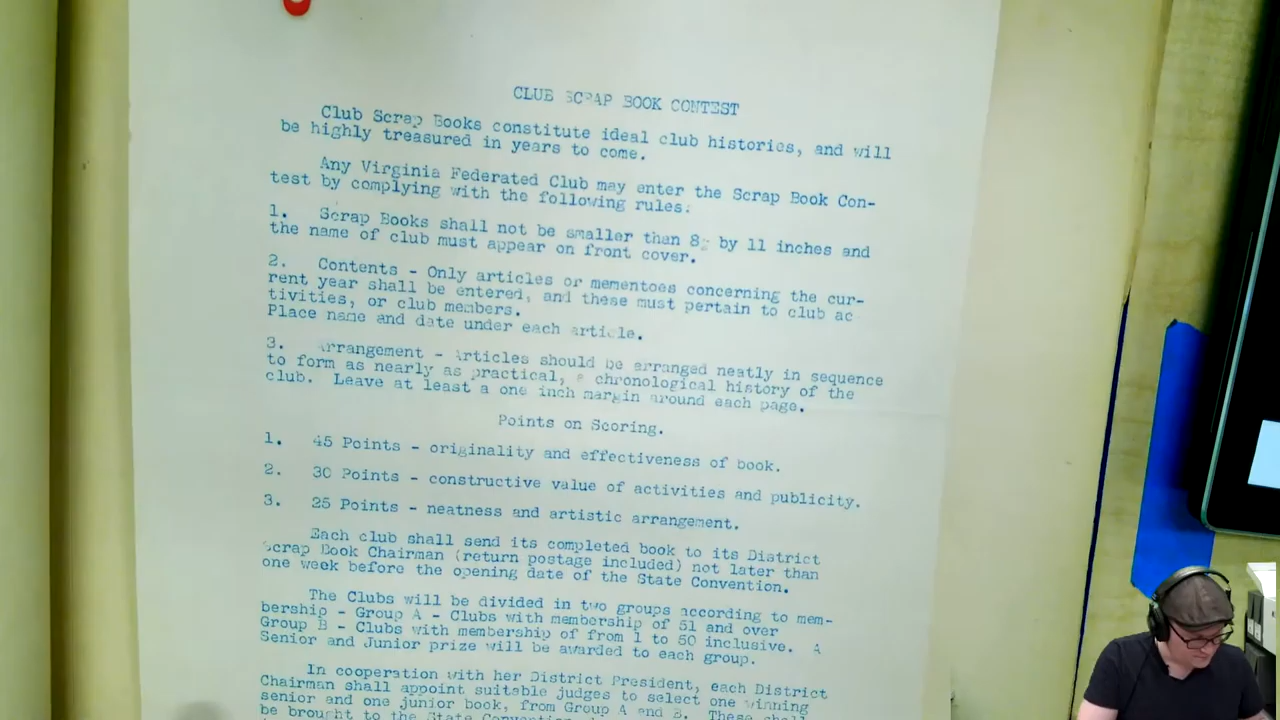 CLUB SCRAP BOOK CONTEST
Club Scrap Books constitute ideal club histories, and will
be highly treasured in years to come.
Any Virginia Federated Club may enter the Scrap Book Con-
test by complying with the following rules:
1. Scrap Books shall not be smaller than 8½ by 11 inches and
the name of club must appear on front cover.
2. Contents - Only articles or mementoes concerning the cur-
rent year shall be entered, and these must pertain to club ac
tivities, or club members.
Place name and date under each article.
3. Arrangement - Articles should be arranged neatly in sequence
to form as nearly as practical, a chronological history of the
club. Leave at least a one inch margin around each page.
Points on Scoring.
1. 45 Points - originality and effectiveness of book.
2. 30 Points - constructive value of activities and publicity.
3. 25 Points - neatness and artistic arrangement.
Each club shall send its completed book to its District
Scrap Book Chairman (return postage included) not later than
one week before the opening date of the State Convention.
The Clubs will be divided in two groups according to mem-
bership - Group A - Clubs with membership of 51 and over
Group B - Clubs with membership of from 1 to 50 inclusive. A
Senior and Junior prize will be awarded to each group.
In cooperation with her District President, each District
Chairman shall appoint suitable judges to select one winning
senior and one junior book, from Group A and B. These shall
be brought to the State Convention